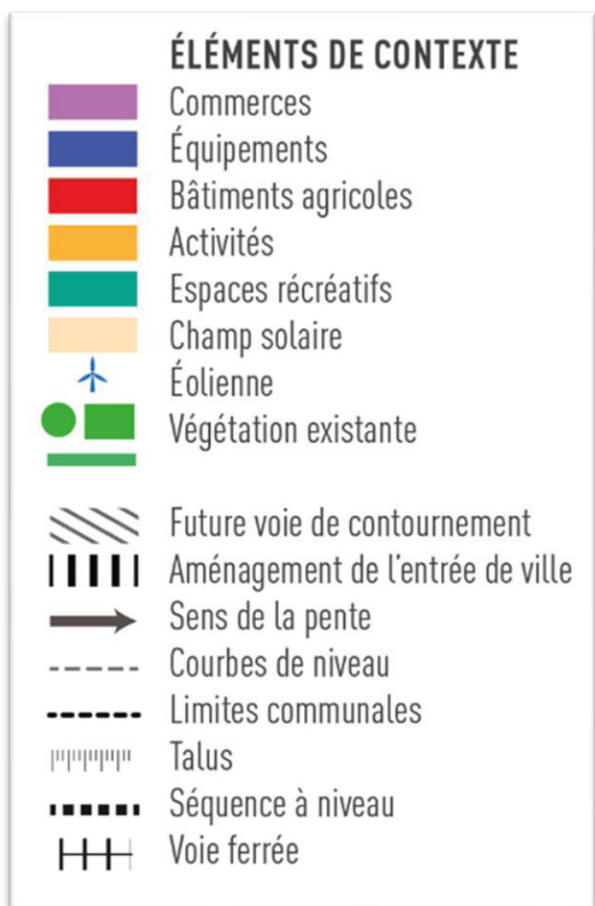 ÉLÉMENTS DE CONTEXTE
Commerces
Équipements
Bâtiments agricoles
Activités
Espaces récréatifs
Champ solaire
Éolienne
Végétation existante
Future voie de contournement
Aménagement de l'entrée de ville
Sens de la pente
Courbes de niveau
Limites communales
Talus
Séquence à niveau
Voie ferrée